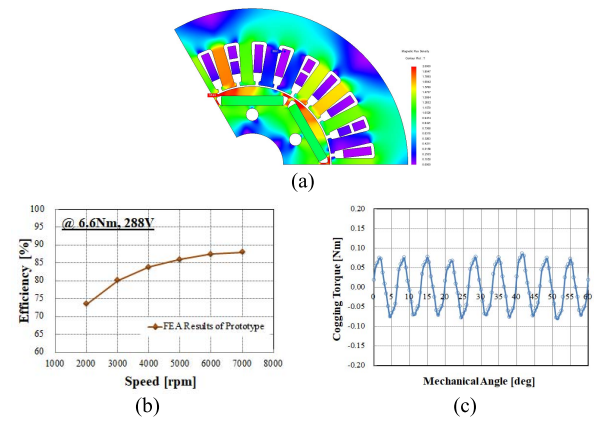 Magnetic Flux Density
(a)
@ 6.6Nm, 288V
Efficiency [%]
100
95
90
85
80
75
70
65
60
FEA Results of Prototype
1000 2000 3000 4000 5000 6000 7000 8000
Speed [rpm]
(b)
Cogging Torque [Nm]
0.20
0.15
0.10
0.05
0.00
-0.05
-0.10
-0.15
-0.20
0 5 10 15 20 25 30 35 40 45 50 55 60
Mechanical Angle [deg]
(c)